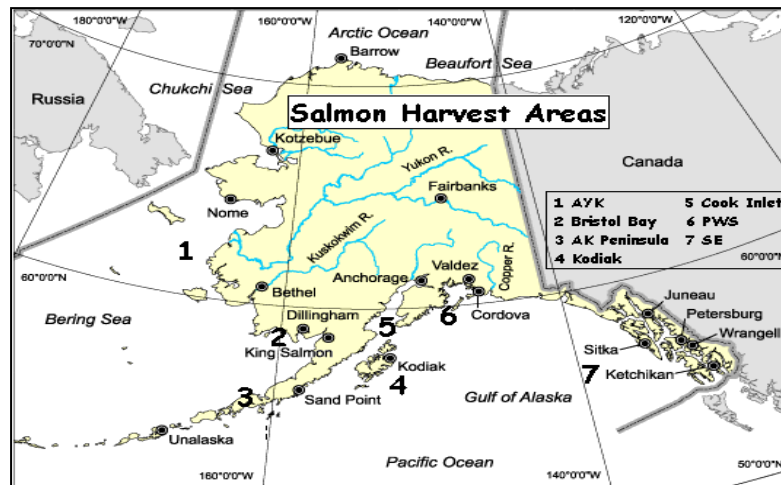 180°0'0"W
160°0'0"W
Arctic Ocean
140°0'0"W
120°0'0"W
70°0'0"N
Barrow
Beaufort Sea
Chukchi Sea
Russia
Salmon Harvest Areas
Kotzebue
Yukon R.
Canada
Fairbanks
Nome
Kuskokwim R.
1 AYK
2 Bristol Bay
3 AK Peninsula
4 Kodiak
5 Cook Inlet
6 PWS
7 SE
1
60°0'0"N
Anchorage
Valdez
Copper R.
Bethel
Juneau
Petersburg
Wrangell
Bering Sea
Dillingham
2
King Salmon
5
6
Cordova
Sitka
Ketchikan
7
Kodiak
4
Gulf of Alaska
3
Sand Point
Unalaska
Pacific Ocean
160°0'0"W
140°0'0"W
50°0'0"N